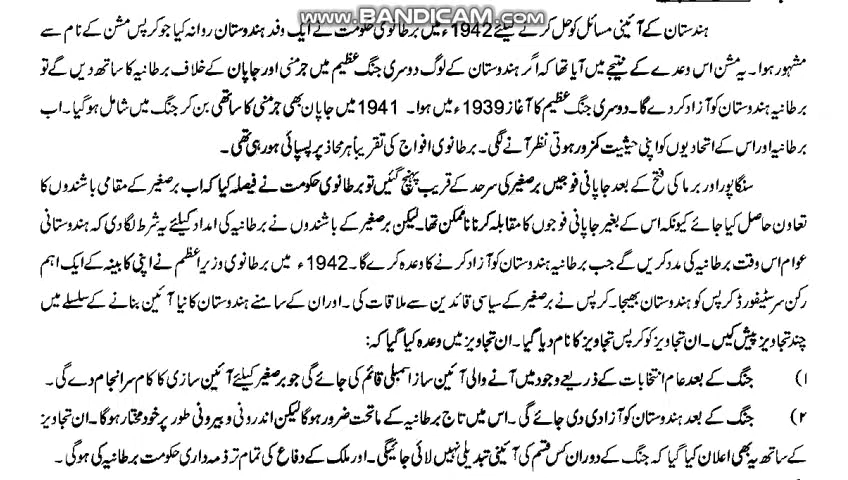 www.BANDICAM.com
ہندستان کے آئینی مسائل کو حل کرنے کیلئے 1942ء میں برطانوی حکومت نے ایک وفد ہندوستان روانہ کیا جو کرپس مشن کے نام سے
مشہور ہوا۔ یہ مشن اس وعدے کے نتیجے میں آیا تھا کہ اگر ہندوستان کے لوگ دوسری جنگ عظیم میں جرمنی اور جاپان کے خلاف برطانیہ کا ساتھ دیں گے تو
برطانیہ ہندوستان کو آزاد کر دے گا۔ دوسری جنگ عظیم کا آغاز 1939ء میں ہوا۔ 1941 میں جاپان بھی جرمنی کا ساتھی بن کر جنگ میں شامل ہو گیا۔ اب
برطانیہ اور اس کے اتحادیوں کو اپنی حیثیت کمزور ہوتی نظر آنے لگی۔ برطانوی افواج کی تقریباً ہر محاذ پر پسپائی ہو رہی تھی۔
سنگاپور اور برما کی فتح کے بعد جاپانی فوجیں برصغیر کی سرحد کے قریب پہنچ گئیں تو برطانوی حکومت نے فیصلہ کیا کہ اب برصغیر کے مقامی باشندوں کا
تعاون حاصل کیا جائے کیونکہ اس کے بغیر جاپانی فوجوں کا مقابلہ کرنا ناممکن تھا۔ لیکن برصغیر کے باشندوں نے برطانیہ کی امداد کیلئے یہ شرط لگا دی کہ ہندوستانی
عوام اس وقت برطانیہ کی مدد کریں گے جب برطانیہ ہندوستان کو آزاد کرنے کا وعدہ کرے گا۔ 1942ء میں برطانوی وزیراعظم نے اپنی کابینہ کے ایک اہم
رکن سر سٹیفورڈ کرپس کو ہندوستان بھیجا۔ کرپس نے برصغیر کے سیاسی قائدین سے ملاقات کی۔ اور ان کے سامنے ہندوستان کا نیا آئین بنانے کے سلسلے میں
چند تجاویز پیش کیں۔ ان تجاویز کو کرپس تجاویز کا نام دیا گیا۔ ان تجاویز میں وعدہ کیا گیا کہ:
۱) جنگ کے بعد عام انتخابات کے ذریعے وجود میں آنے والی آئین ساز اسمبلی قائم کی جائے گی جو برصغیر کیلئے آئین سازی کا کام سرانجام دے گی۔
۲) جنگ کے بعد ہندوستان کو آزادی دی جائے گی۔ اس میں تاج برطانیہ کے ماتحت ضرور ہوگا لیکن اندرونی و بیرونی طور پر خود مختار ہوگا۔ ان تجاویز
کے ساتھ یہ بھی اعلان کیا گیا کہ جنگ کے دوران کس قسم کی آئینی تبدیلی نہیں لائی جائیگی۔ اور ملک کے دفاع کی تمام تر ذمہ داری حکومت برطانیہ کی ہوگی۔